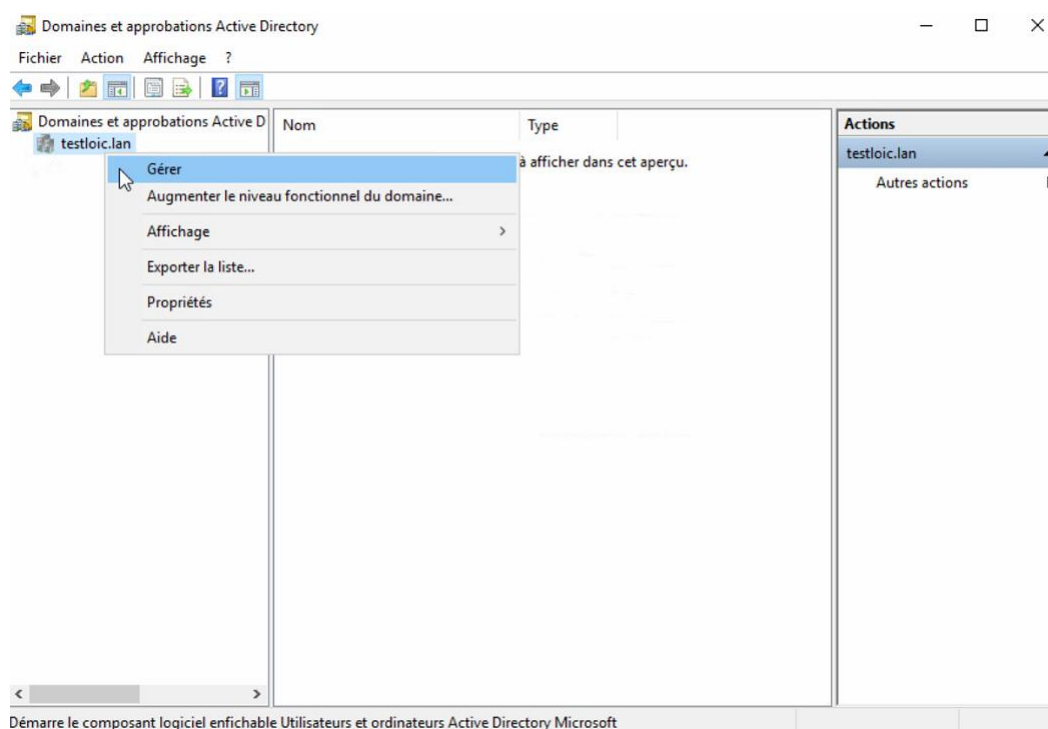 Domaines et approbations Active Directory
Fichier Action Affichage ?
Domaines et approbations Active D
testloic.lan
Nom Type
à afficher dans cet aperçu.
Gérer
Augmenter le niveau fonctionnel du domaine...
Affichage
Exporter la liste...
Propriétés
Aide
Actions
testloic.lan
Autres actions
Démarre le composant logiciel enfichable Utilisateurs et ordinateurs Active Directory Microsoft